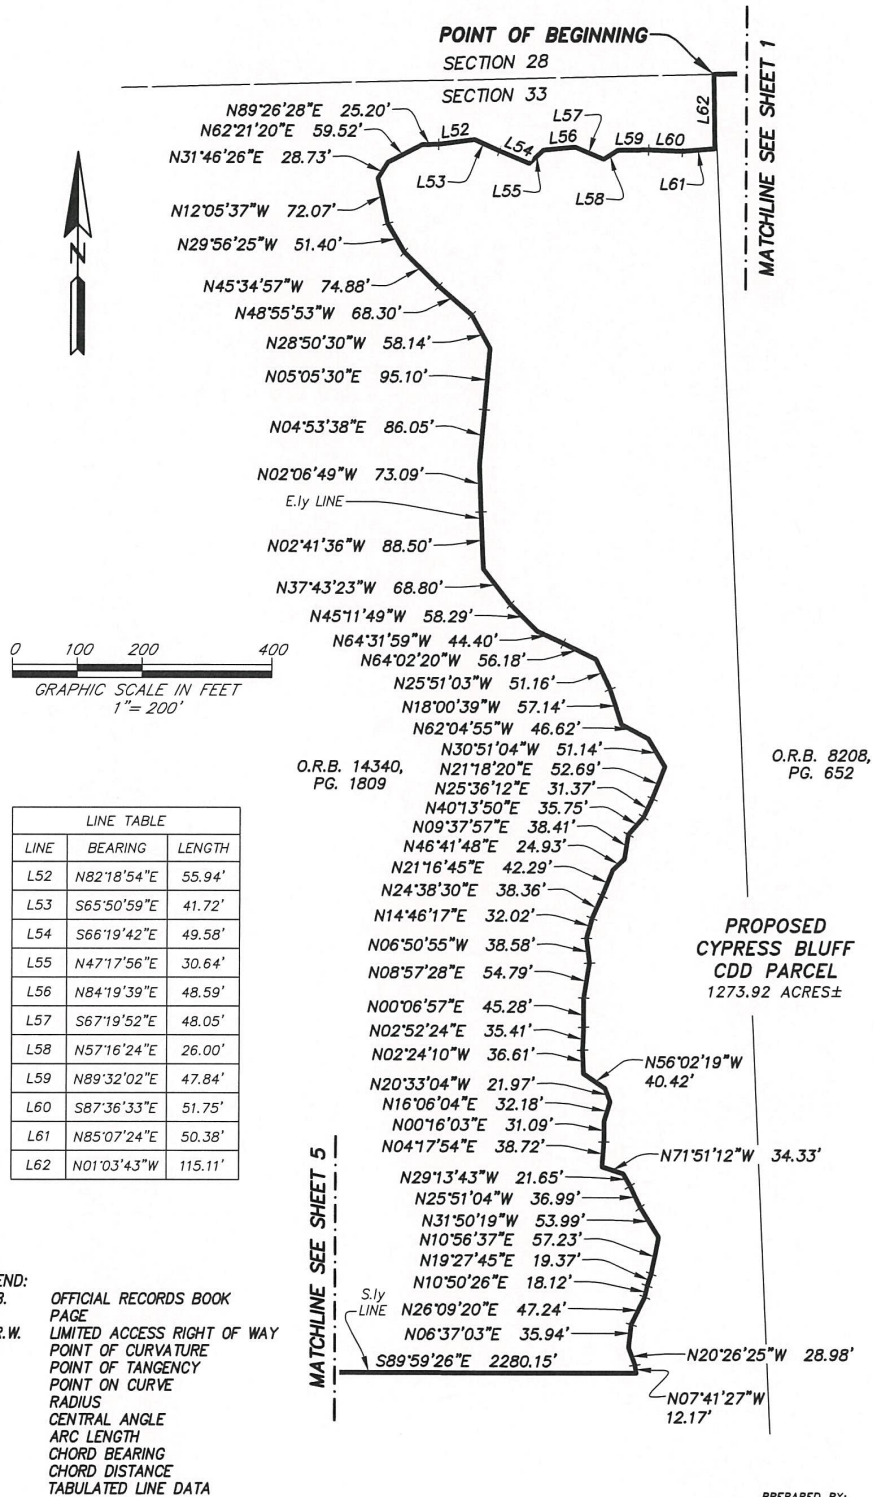 POINT OF BEGINNING
SECTION 28
SECTION 33
MATCHLINE SEE SHEET 1
L62
N89°26'28"E 25.20'
N62°21'20"E 59.52'
N31°46'26"E 28.73'
L52
L53
L54
L55
L56
L57
L58
L59
L60
L61
N12°05'37"W 72.07'
N29°56'25"W 51.40'
N
N45°34'57"W 74.88'
N48°55'53"W 68.30'
N28°50'30"W 58.14'
N05°05'30"E 95.10'
N04°53'38"E 86.05'
N02°06'49"W 73.09'
E.ly LINE
N02°41'36"W 88.50'
N37°43'23"W 68.80'
N45°11'49"W 58.29'
N64°31'59"W 44.40'
N64°02'20"W 56.18'
0 100 200 400
GRAPHIC SCALE IN FEET
1"= 200'
N25°51'03"W 51.16'
N18°00'39"W 57.14'
N62°04'55"W 46.62'
N30°51'04"W 51.14'
O.R.B. 14340,
PG. 1809
O.R.B. 8208,
PG. 652
N21°18'20"E 52.69'
N25°36'12"E 31.37'
N40°13'50"E 35.75'
N09°37'57"E 38.41'
N46°41'48"E 24.93'
N21°16'45"E 42.29'
N24°38'30"E 38.36'
N14°46'17"E 32.02'
N06°50'55"W 38.58'
N08°57'28"E 54.79'
N00°06'57"E 45.28'
N02°52'24"E 35.41'
N02°24'10"W 36.61'
PROPOSED
CYPRESS BLUFF
CDD PARCEL
1273.92 ACRES±
LINE TABLE
LINE BEARING LENGTH
L52 N82°18'54"E 55.94'
L53 S65°50'59"E 41.72'
L54 S66°19'42"E 49.58'
L55 N47°17'56"E 30.64'
L56 N84°19'39"E 48.59'
L57 S67°19'52"E 48.05'
L58 N57°16'24"E 26.00'
L59 N89°32'02"E 47.84'
L60 S87°36'33"E 51.75'
L61 N85°07'24"E 50.38'
L62 N01°03'43"W 115.11'
N56°02'19"W
40.42'
N20°33'04"W 21.97'
N16°06'04"E 32.18'
N00°16'03"E 31.09'
N04°17'54"E 38.72'
N71°51'12"W 34.33'
MATCHLINE SEE SHEET 5
N29°13'43"W 21.65'
N25°51'04"W 36.99'
N31°50'19"W 53.99'
N10°56'37"E 57.23'
N19°27'45"E 19.37'
N10°50'26"E 18.12'
N26°09'20"E 47.24'
N06°37'03"E 35.94'
S.ly
LINE
S89°59'26"E 2280.15'
N20°26'25"W 28.98'
N07°41'27"W
12.17'
END:
B. OFFICIAL RECORDS BOOK
PAGE
R.W. LIMITED ACCESS RIGHT OF WAY
POINT OF CURVATURE
POINT OF TANGENCY
POINT ON CURVE
RADIUS
CENTRAL ANGLE
ARC LENGTH
CHORD BEARING
CHORD DISTANCE
TABULATED LINE DATA
PREPARED BY: